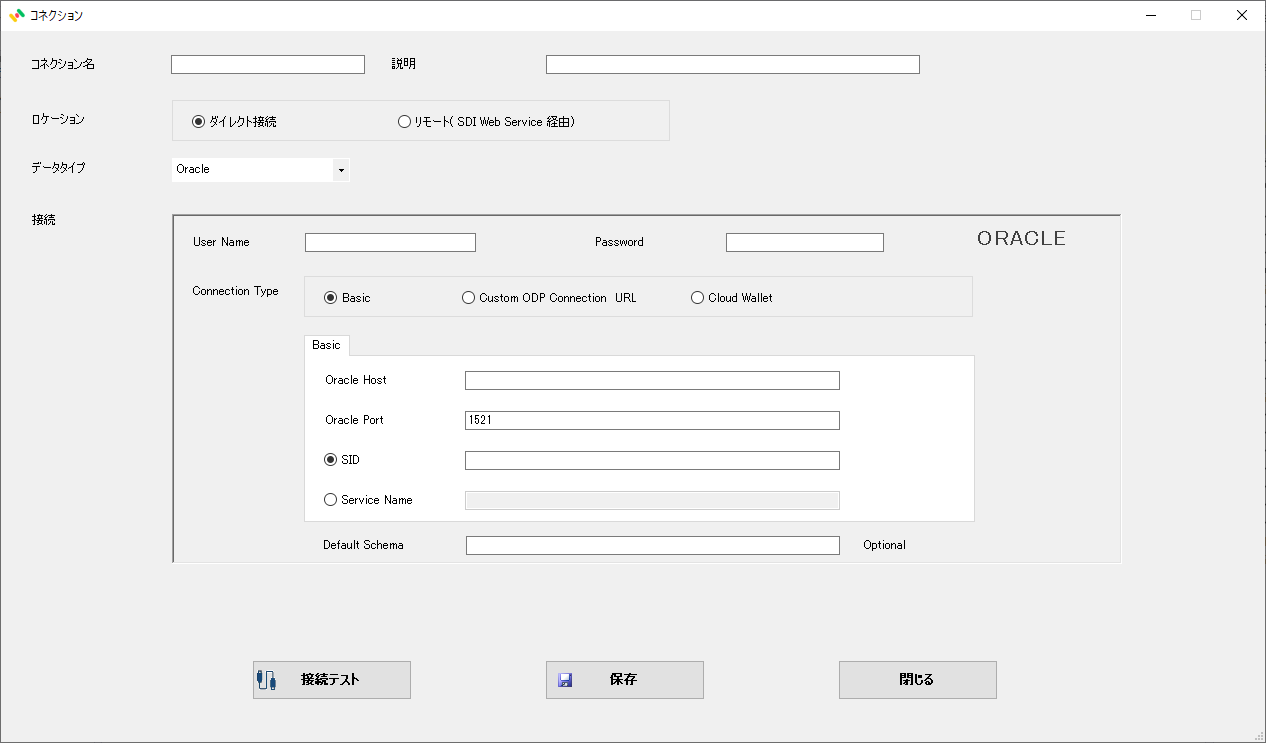 コネクション
コネクション名 説明
ロケーション ダイレクト接続 リモート( SDI Web Service 経由)
データタイプ Oracle
接続
User Name Password ORACLE
Connection Type Basic Custom ODP Connection URL Cloud Wallet
Basic
Oracle Host
Oracle Port 1521
SID
Service Name
Default Schema Optional
接続テスト 保存 閉じる